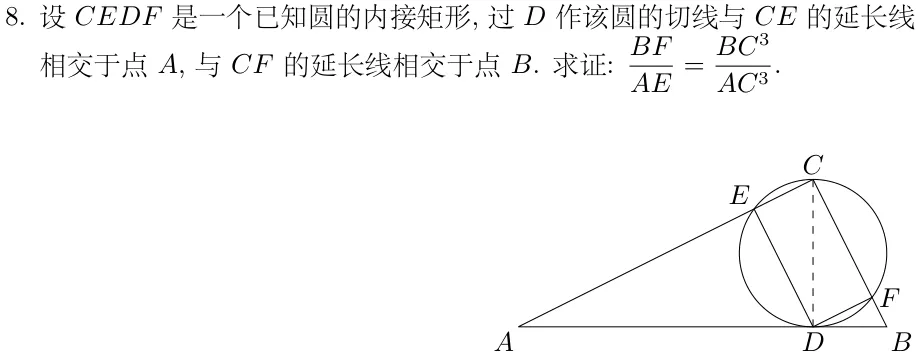 8. 设 CEDF 是一个已知圆的内接矩形, 过 D 作该圆的切线与 CE 的延长线
相交于点 A, 与 CF 的延长线相交于点 B. 求证: \frac{BF}{AE} = \frac{BC^3}{AC^3}.
C
E
F
A
D
B